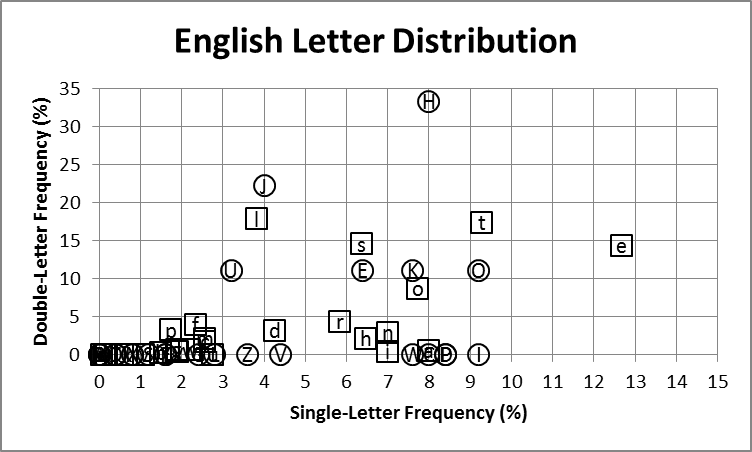 English Letter Distribution
35
H
30
25
J
20
l t
15
s e
U E K O
10
o
5
p f d r h n
0
i Z V W P I
0 1 2 3 4 5 6 7 8 9 10 11 12 13 14 15
Double-Letter Frequency (%)
Single-Letter Frequency (%)